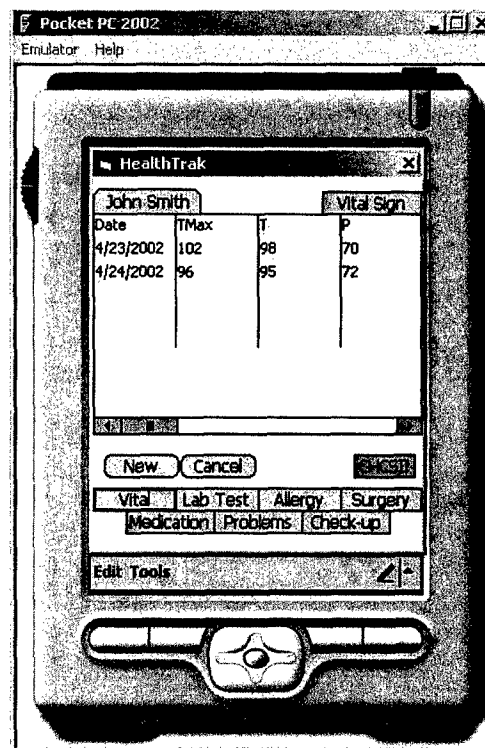 Pocket PC 2002
Emulator Help
HealthTrak
John Smith Vital Sign
Date TMax T P
4/23/2002 102 98 70
4/24/2002 96 95 72
New Cancel
Vital Lab Test Allergy Surgery
Medication Problems Check-up
Edit Tools